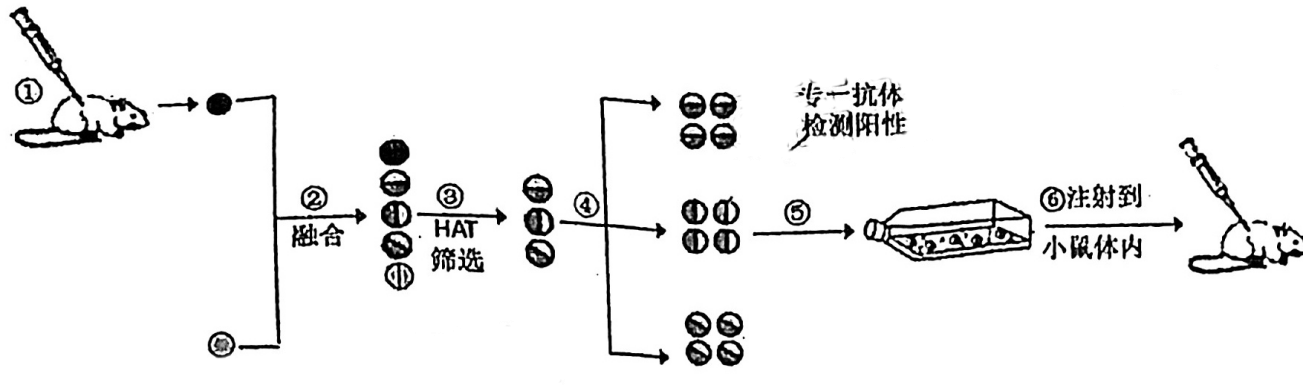 ①
②
融合
③
HAT
筛选
④
专一抗体
检测阳性
⑤
⑥注射到
小鼠体内